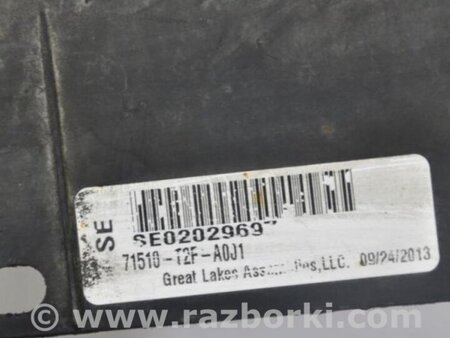 SE
SE0202969
71510-T2F-A0J1
Great Lakes LLC. 09/24/2013
www.razborki.com